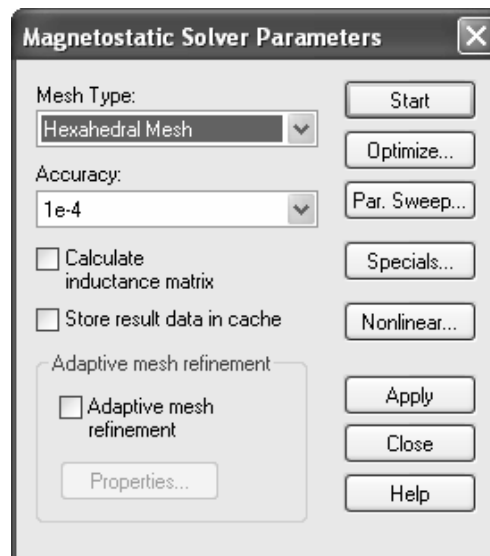 Magnetostatic Solver Parameters
Mesh Type:
Hexahedral Mesh
Accuracy:
1e-4
Calculate
inductance matrix
Store result data in cache
Adaptive mesh refinement
Adaptive mesh
refinement
Properties...
Start
Optimize...
Par. Sweep...
Specials...
Nonlinear...
Apply
Close
Help